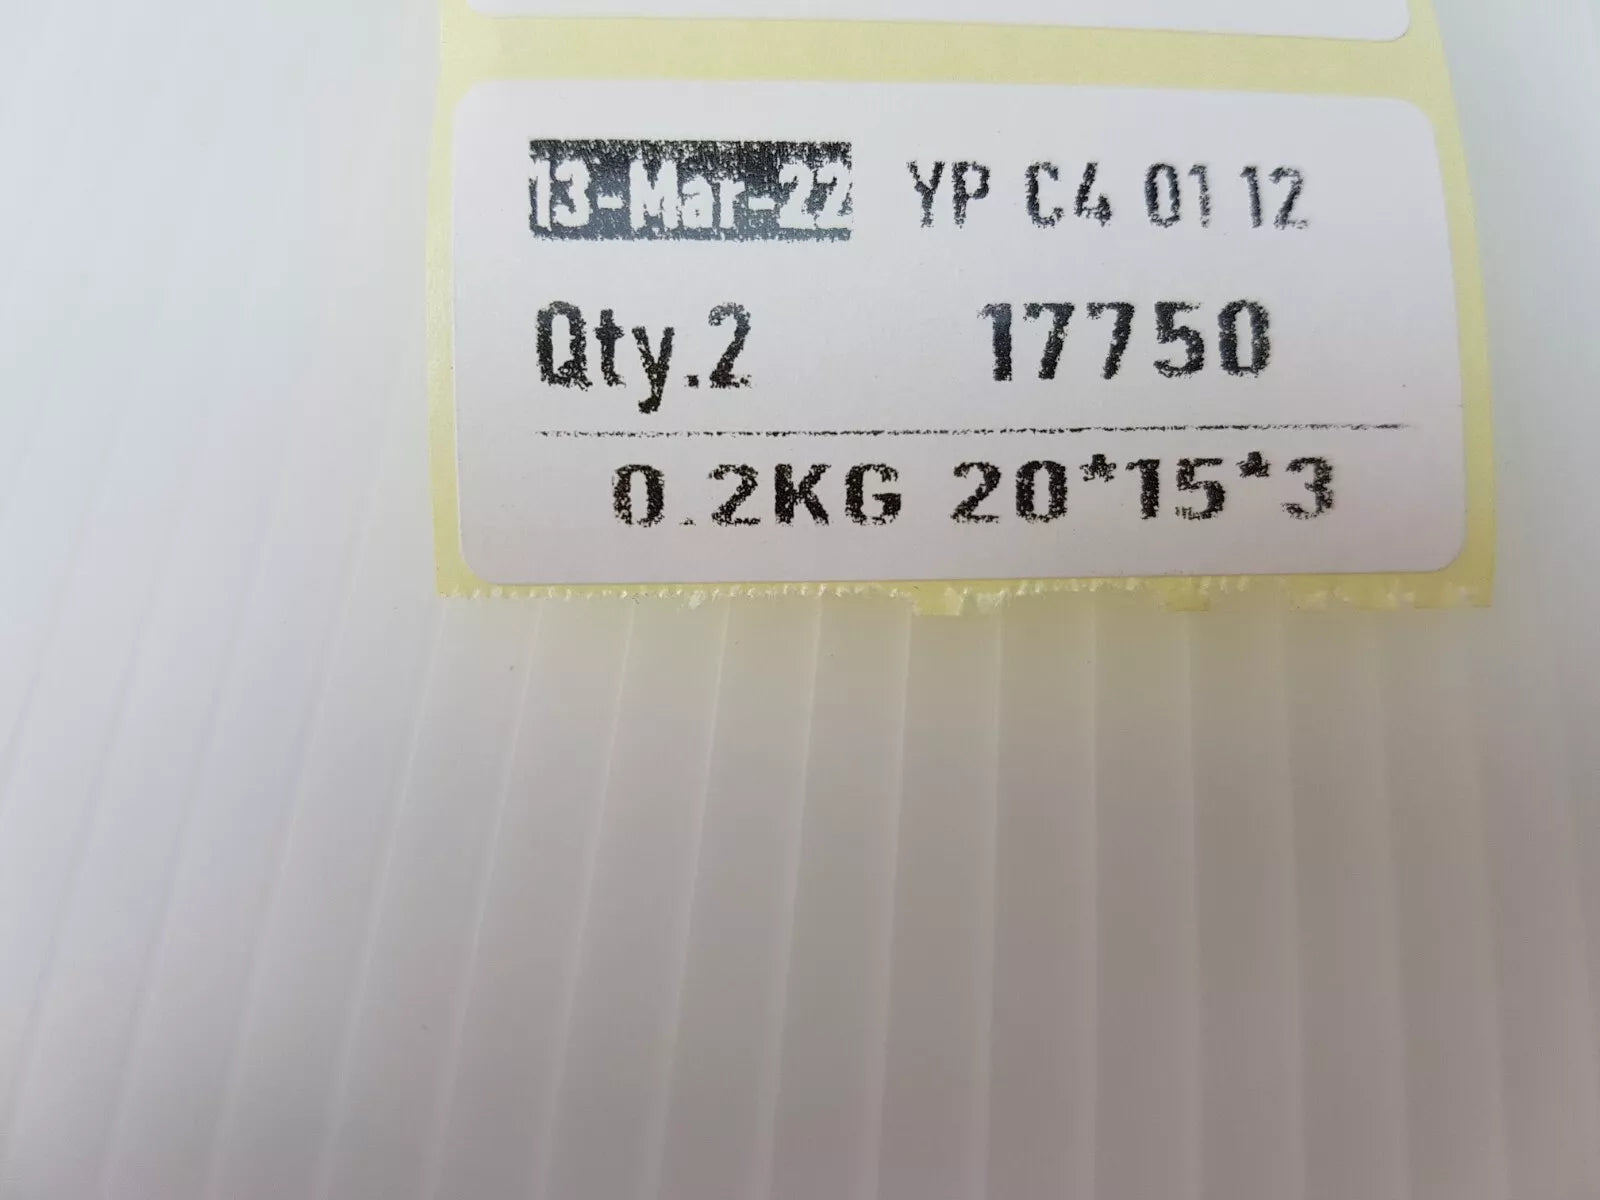 13-Mar-22 YP C4 01 12
Qty.2 17750
0.2KG 20*15*3